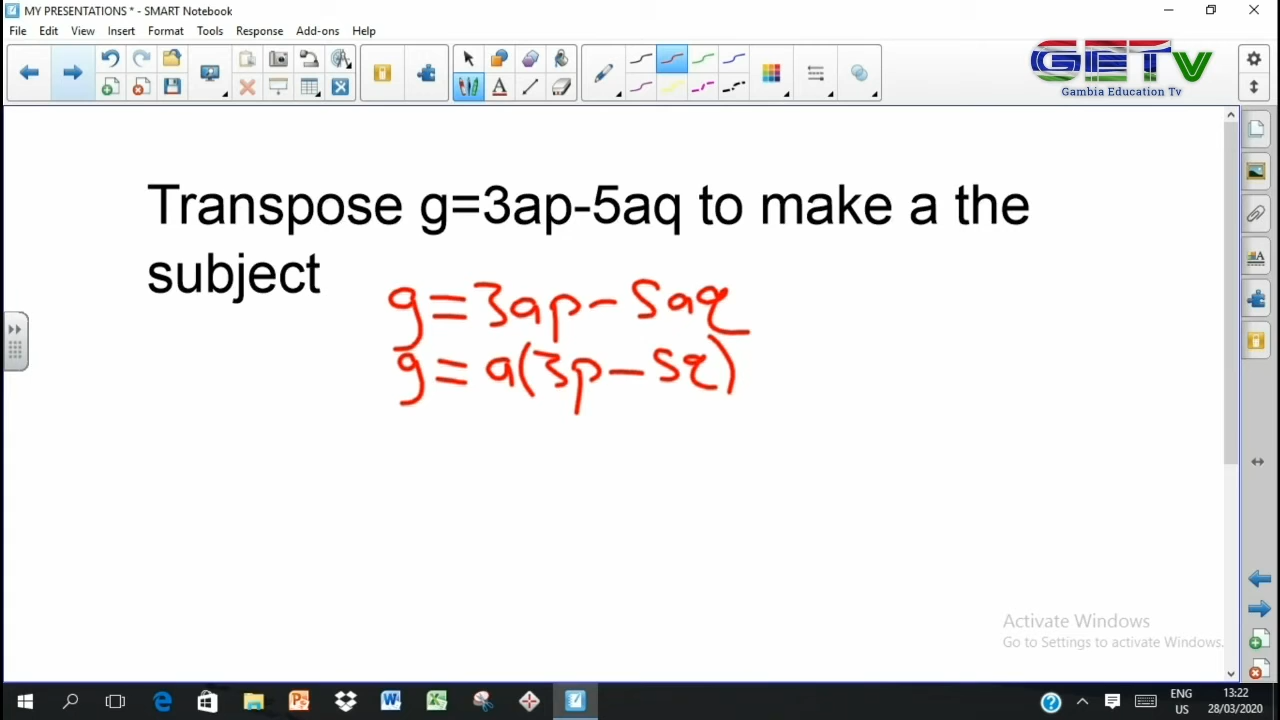 MY PRESENTATIONS * - SMART Notebook
File Edit View Insert Format Tools Response Add-ons Help
GETv
Gambia Education Tv
Transpose g=3ap-5aq to make a the
subject
g=3ap-5aq
g=a(3p-5q)
Activate Windows
Go to Settings to activate Windows.
ENG
US
13:22
28/03/2020